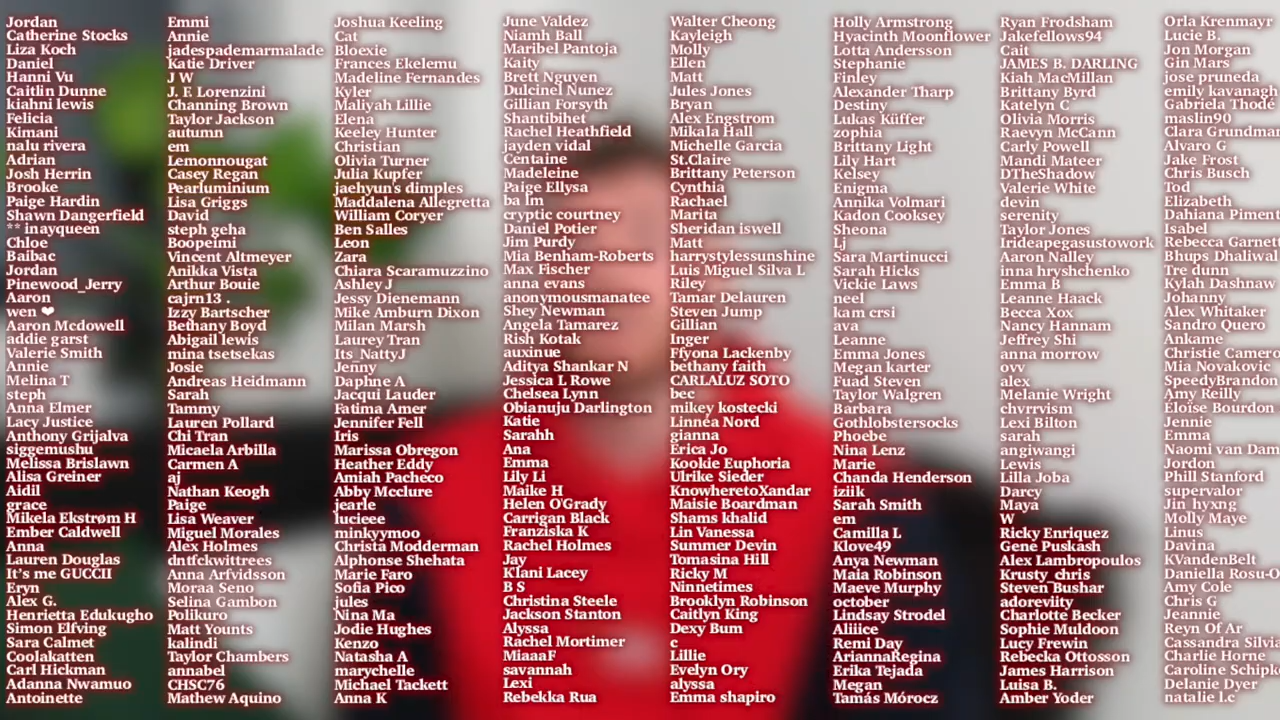 Jordan
Catherine Stocks
Liza Koch
Daniel
Hanni Vu
Caitlin Dunne
kiahni lewis
Felicia
Kimani
nalu rivera
Adrian
Josh Herrin
Brooke
Paige Hardin
Shawn Dangerfield
** inayqueen
Chloe
Baibac
Jordan
Pinewood_Jerry
Aaron
wen ❤
Aaron Mcdowell
addie garst
Valerie Smith
Annie
Melina T
steph
Anna Elmer
Lacy Justice
Anthony Grijalva
siggemushu
Melissa Brislawn
Alisa Greiner
Aidil
grace
Mikela Ekstrøm H
Ember Caldwell
Anna
Lauren Douglas
It's me GUCCII
Eryn
Alex G.
Henrietta Edukugho
Simon Elfving
Sara Calmet
Coolakatten
Carl Hickman
Adanna Nwamuo
Antoinette
Emmi
Annie
jadespademarmalade
Katie Driver
J W
J. F. Lorenzini
Channing Brown
Taylor Jackson
autumn
em
Lemonnougat
Casey Regan
Pearluminium
Lisa Griggs
David
steph geha
Boopeimi
Vincent Altmeyer
Anikka Vista
Arthur Bouie
cajrn13 .
Izzy Bartscher
Bethany Boyd
Abigail lewis
mina tsetsekas
Josie
Andreas Heidmann
Sarah
Tammy
Lauren Pollard
Chi Tran
Micaela Arbilla
Carmen A
aj
Nathan Keogh
Paige
Lisa Weaver
Miguel Morales
Alex Holmes
dntfckwittrees
Anna Arfvidsson
Moraa Seno
Selina Gambon
Polikuro
Matt Younts
kalindi
Taylor Chambers
annabel
CHSC76
Mathew Aquino
Joshua Keeling
Cat
Bloexie
Frances Ekelemu
Madeline Fernandes
Kyler
Maliyah Lillie
Elena
Keeley Hunter
Christian
Olivia Turner
Julia Kupfer
jaehyun's dimples
Maddalena Allegretta
William Coryer
Ben Salles
Leon
Zara
Chiara Scaramuzzino
Ashley J
Jessy Dienemann
Mike Amburn Dixon
Milan Marsh
Laurey Tran
Its_NattyJ
Jenny
Daphne A
Jacqui Lauder
Fatima Amer
Jennifer Fell
Iris
Marissa Obregon
Heather Eddy
Amiah Pacheco
Abby Mcclure
jearle
lucieee
minkyymoo
Christa Modderman
Alphonse Shehata
Marie Faro
Sofia Pico
jules
Nina Ma
Jodie Hughes
Kenzo
Natasha A
marychelle
Michael Tackett
Anna K
June Valdez
Niamh Ball
Maribel Pantoja
Kaity
Brett Nguyen
Dulcinel Nunez
Gillian Forsyth
Shantibihet
Rachel Heathfield
jayden vidal
Centaine
Madeleine
Paige Ellysa
ba lm
cryptic courtney
Daniel Potier
Jim Purdy
Mia Benham-Roberts
Max Fischer
anna evans
anonymousmanatee
Shey Newman
Angela Tamarez
Rish Kotak
auxinue
Aditya Shankar N
Jessica L Rowe
Chelsea Lynn
Obianuju Darlington
Katie
Sarahh
Ana
Emma
Lily Li
Maike H
Helen O'Grady
Carrigan Black
Franziska K
Rachel Holmes
Jay
K'lani Lacey
B S
Christina Steele
Jackson Stanton
Alyssa
Rachel Mortimer
MiaaaF
savannah
Lexi
Rebekka Rua
Walter Cheong
Kayleigh
Molly
Ellen
Matt
Jules Jones
Bryan
Alex Engstrom
Mikala Hall
Michelle Garcia
St.Claire
Brittany Peterson
Cynthia
Rachael
Marita
Sheridan iswell
Matt
harrystylessunshine
Luis Miguel Silva L
Riley
Tamar Delauren
Steven Jump
Gillian
Inger
Ffyona Lackenby
bethany faith
CARLALUZ SOTO
bec
mikey kostecki
Linnéa Nord
gianna
Erica Jo
Kookie Euphoria
Ulrike Sieder
KnowheretoXandar
Maisie Boardman
Shams khalid
Lin Vanessa
Summer Devin
Tomasina Hill
Ricky M
Ninnetimes
Brooklyn Robinson
Caitlyn King
Dexy Bum
c
Lillie
Evelyn Ory
alyssa
Emma shapiro
Holly Armstrong
Hyacinth Moonflower
Lotta Andersson
Stephanie
Finley
Alexander Tharp
Destiny
Lukas Küffer
zophia
Brittany Light
Lily Hart
Kelsey
Enigma
Annika Volmari
Kadon Cooksey
Sheona
Lj
Sara Martinucci
Sarah Hicks
Vickie Laws
neel
kam crsi
ava
Leanne
Emma Jones
Megan karter
Fuad Steven
Taylor Walgren
Barbara
Gothlobstersocks
Phoebe
Nina Lenz
Marie
Chanda Henderson
iziik
Sarah Smith
em
Camilla L
Klove49
Anya Newman
Maia Robinson
Maeve Murphy
october
Lindsay Strodel
Aliiice
Remi Day
AriannaRegina
Erika Tejada
Megan
Tamás Mórocz
Ryan Frodsham
Jakefellows94
Cait
JAMES B. DARLING
Kiah MacMillan
Brittany Byrd
Katelyn C
Olivia Morris
Raevyn McCann
Carly Powell
Mandi Mateer
DTheShadow
Valerie White
devin
serenity
Taylor Jones
Irideapegasustowork
Aaron Nalley
inna hryshchenko
Emma B
Leanne Haack
Becca Xox
Nancy Hannam
Jeffrey Shi
anna morrow
ovv
alex
Melanie Wright
chvrrvism
Lexi Bilton
sarah
angiwangi
Lewis
Lilla Joba
Darcy
Maya
W
Ricky Enriquez
Gene Puskash
Alex Lambropoulos
Krusty_chris
Steven Bushar
adoreviity
Charlotte Becker
Sophie Muldoon
Lucy Frewin
Rebecka Ottosson
James Harrison
Luisa B.
Amber Yoder
Orla Krenmayr
Lucie B.
Jon Morgan
Gin Mars
jose pruneda
emily kavanagh
Gabriela Thodé
maslin90
Clara Grundman
Alvaro G
Jake Frost
Chris Busch
Tod
Elizabeth
Dahiana Piment
Isabel
Rebecca Garnett
Bhups Dhaliwal
Tre dunn
Kylah Dashnaw
Johanny
Alex Whitaker
Sandro Quero
Ankame
Christie Camero
Mia Novakovic
SpeedyBrandon
Amy Reilly
Eloïse Bourdon
Jennie
Emma
Naomi van Dam
Jordon
Phill Stanford
supervalor
Jin_hyxng
Molly Maye
Linus
Davina
KVandenBelt
Daniella Rosu-O
Amy Cole
Chris G
Jeannie
Reyn Of Ar
Cassandra Silvia
Charlie Horne
Caroline Schipk
Delanie Dyer
natalie l.c